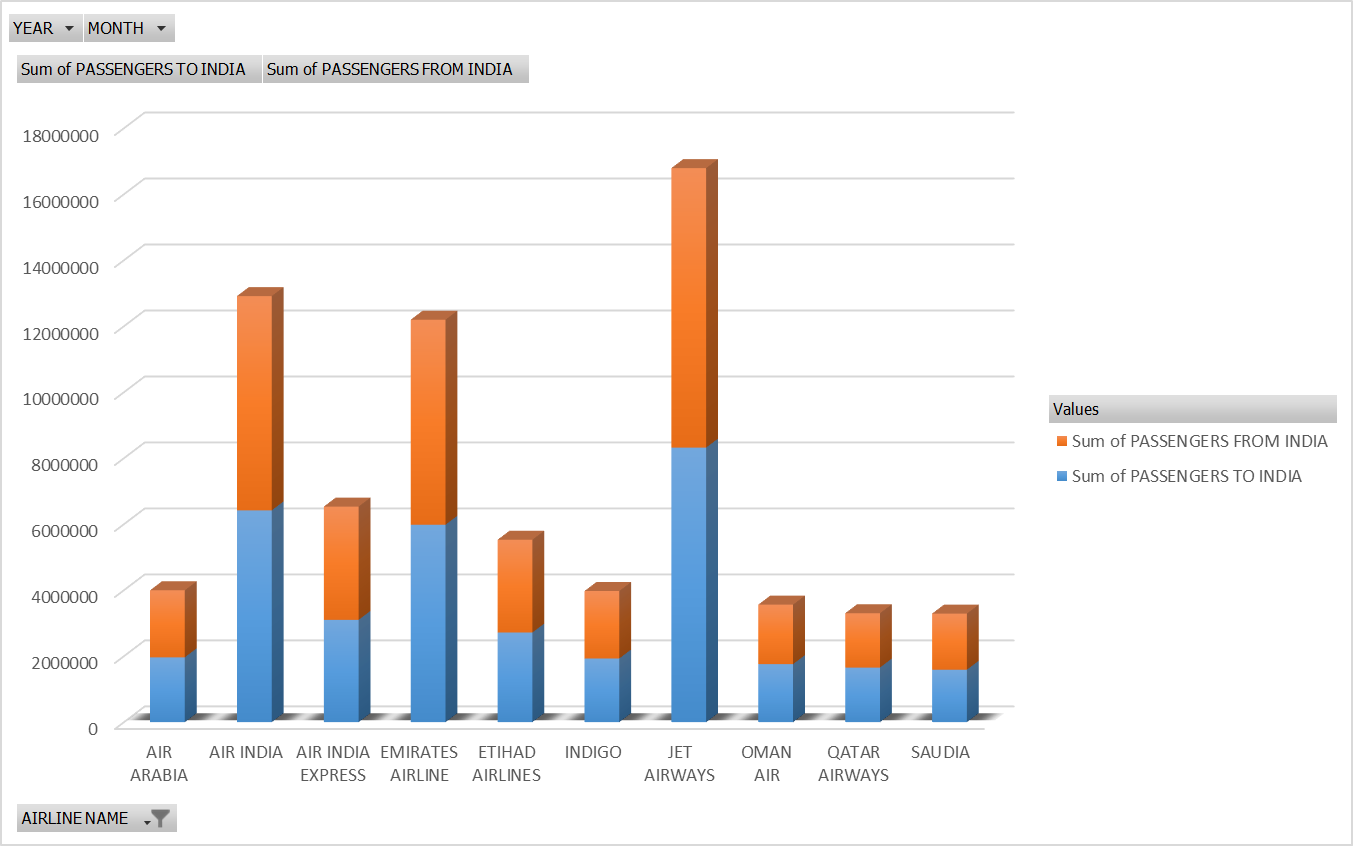 YEAR MONTH
Sum of PASSENGERS TO INDIA Sum of PASSENGERS FROM INDIA
18000000
16000000
14000000
12000000
10000000
8000000
6000000
4000000
2000000
0
AIR ARABIA
AIR INDIA
AIR INDIA EXPRESS
EMIRATES AIRLINE
ETIHAD AIRLINES
INDIGO
JET AIRWAYS
OMAN AIR
QATAR AIRWAYS
SAUDIA
Values
Sum of PASSENGERS FROM INDIA
Sum of PASSENGERS TO INDIA
AIRLINE NAME